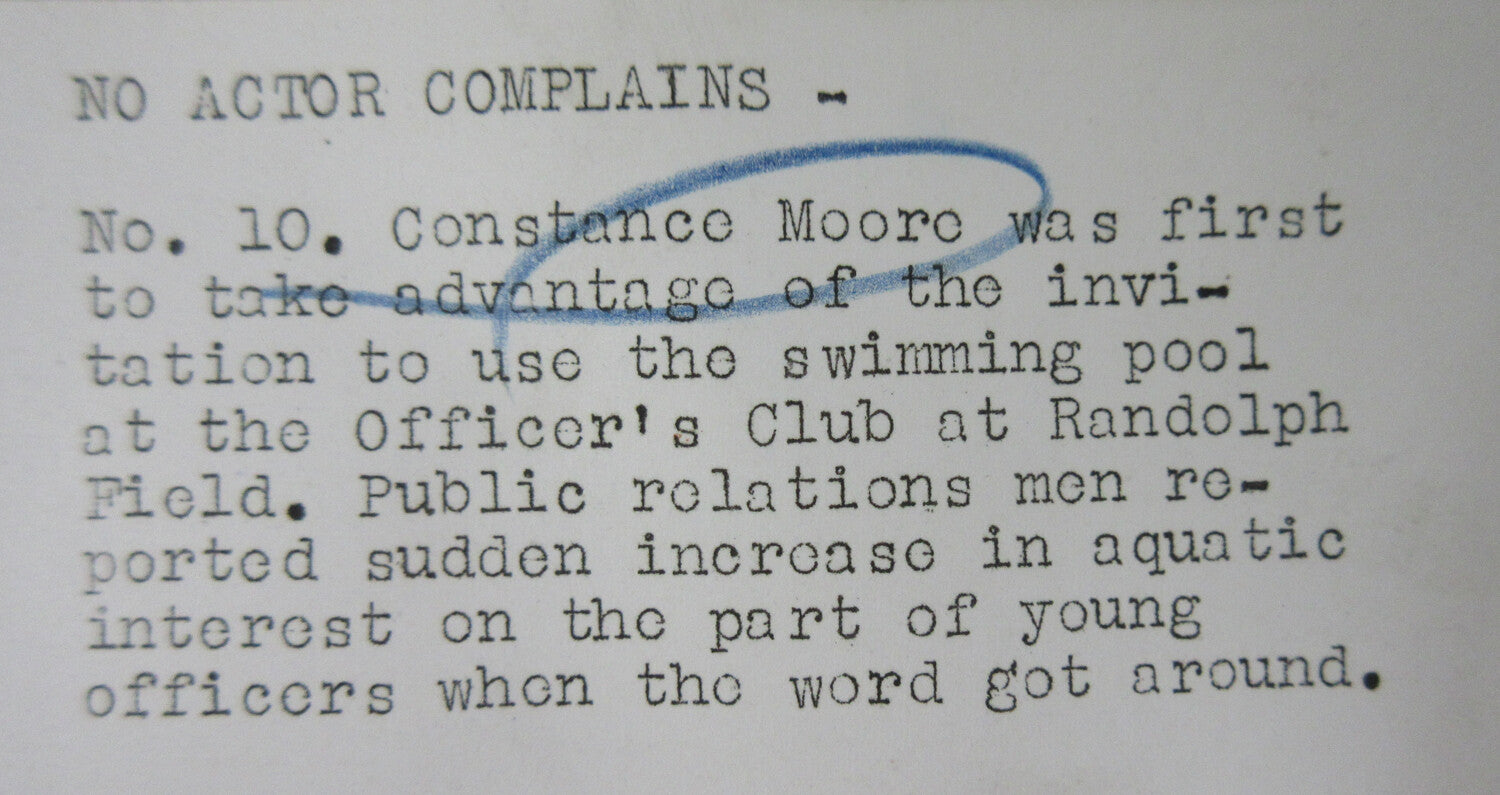 NO ACTOR COMPLAINS -
No. 10. Constance Moore was first
to take advantage of the invi-
tation to use the swimming pool
at the Officer's Club at Randolph
Field. Public relations men re-
ported sudden increase in aquatic
interest on the part of young
officers when the word got around.